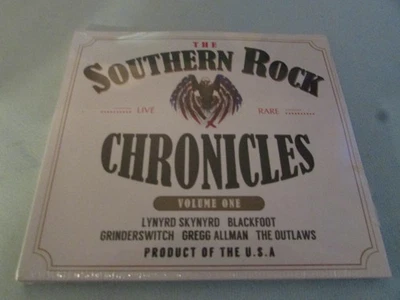 THE
SOUTHERN ROCK
LIVE RARE
CHRONICLES
VOLUME ONE
LYNYRD SKYNYRD BLACKFOOT
GRINDERSWITCH GREGG ALLMAN THE OUTLAWS
PRODUCT OF THE U.S.A